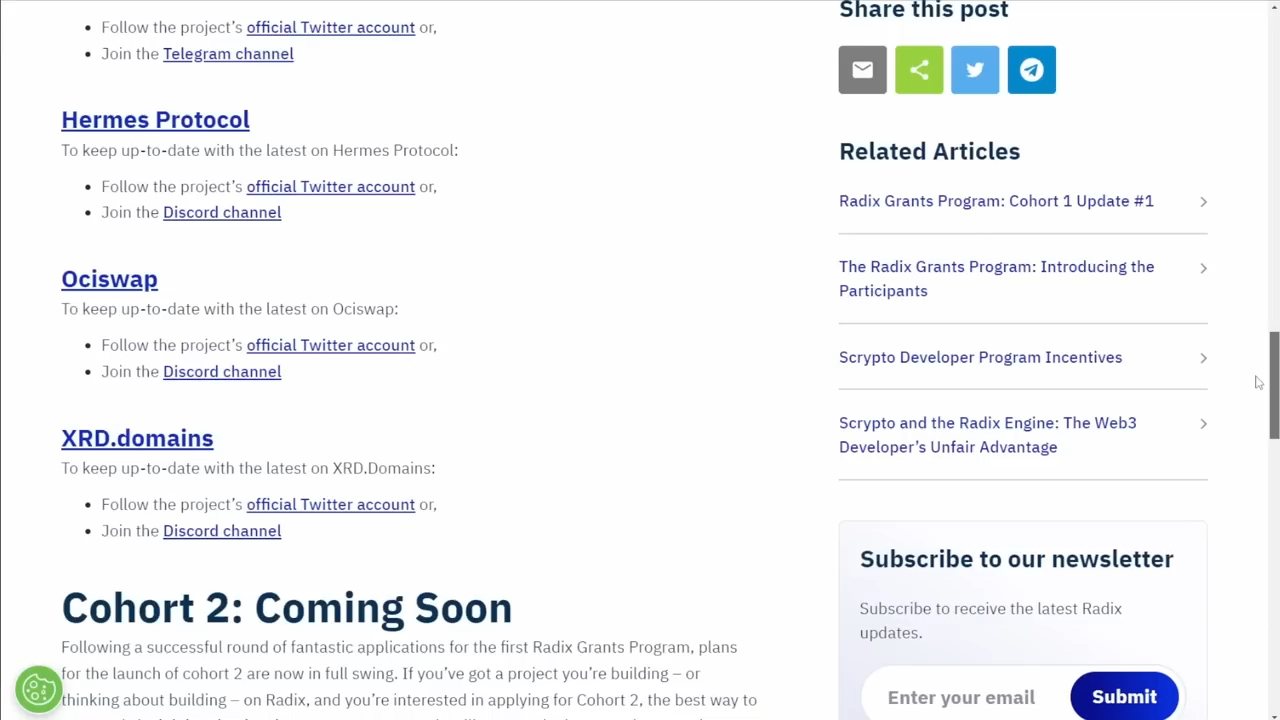 Follow the project's official Twitter account or,
Join the Telegram channel
Hermes Protocol
To keep up-to-date with the latest on Hermes Protocol:
Follow the project's official Twitter account or,
Join the Discord channel
Ociswap
To keep up-to-date with the latest on Ociswap:
Follow the project's official Twitter account or,
Join the Discord channel
XRD.domains
To keep up-to-date with the latest on XRD.Domains:
Follow the project's official Twitter account or,
Join the Discord channel
Cohort 2: Coming Soon
Following a successful round of fantastic applications for the first Radix Grants Program, plans
for the launch of cohort 2 are now in full swing. If you've got a project you're building – or
thinking about building – on Radix, and you're interested in applying for Cohort 2, the best way to
Share this post
Related Articles
Radix Grants Program: Cohort 1 Update #1
The Radix Grants Program: Introducing the
Participants
Scrypto Developer Program Incentives
Scrypto and the Radix Engine: The Web3
Developer's Unfair Advantage
Subscribe to our newsletter
Subscribe to receive the latest Radix
updates.
Enter your email
Submit